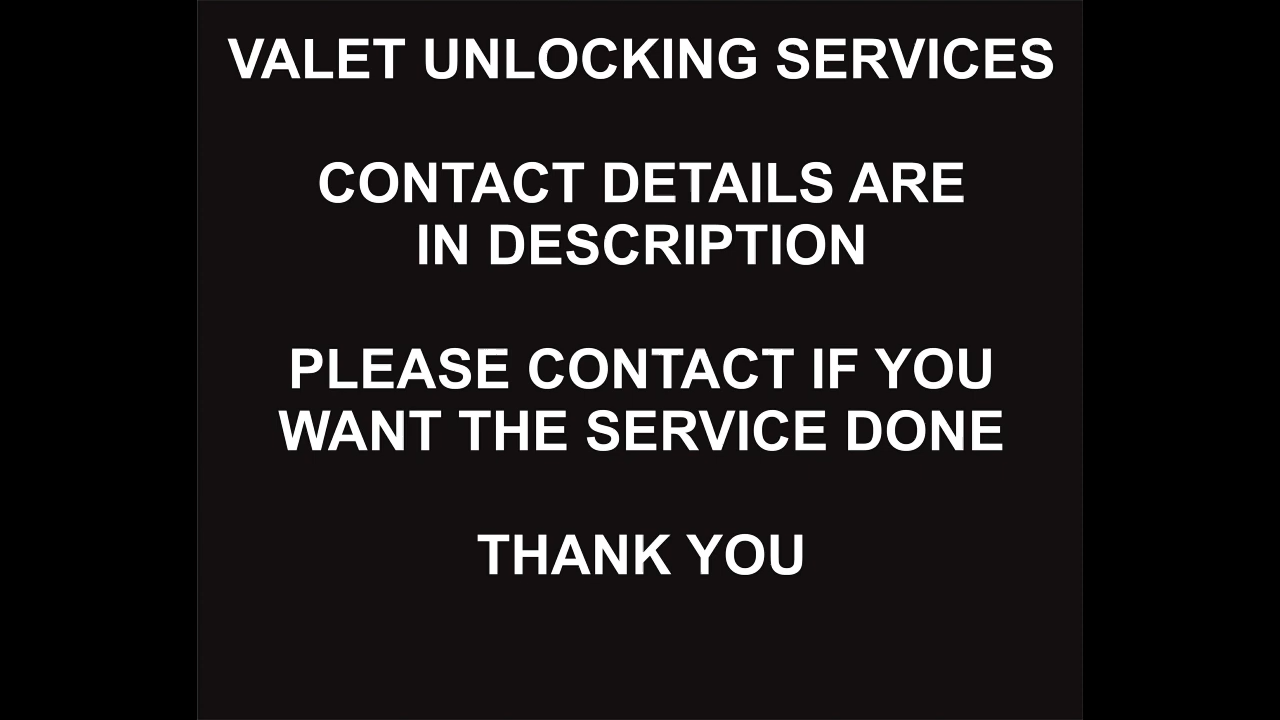 VALET UNLOCKING SERVICES
CONTACT DETAILS ARE
IN DESCRIPTION
PLEASE CONTACT IF YOU
WANT THE SERVICE DONE
THANK YOU